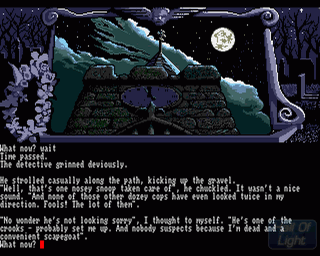 What now? wait
Time passed.
The detective grinned deviously.
He strolled casually along the path, kicking up the gravel.
"Well, that's one nosey snoop taken care of", he chuckled. It wasn't a nice
sound. "And none of those other dozey cops have even looked twice in my
direction. Fools! The lot of them".
"No wonder he's not looking sorry", I thought to myself. "He's one of the
crooks - probably set me up. And nobody suspects because I'm dead and a
convenient scapegoat".
What now?
Hall Of
Light